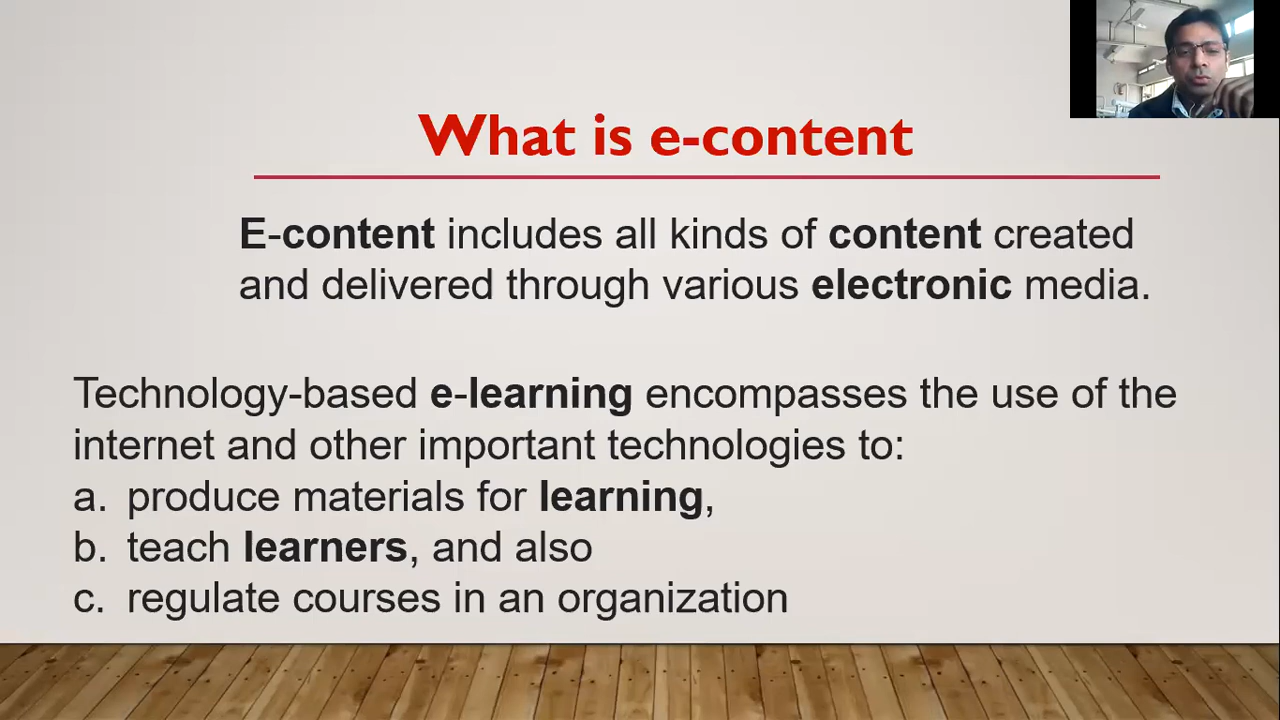 What is e-content
E-content includes all kinds of content created
and delivered through various electronic media.
Technology-based e-learning encompasses the use of the
internet and other important technologies to:
a. produce materials for learning,
b. teach learners, and also
c. regulate courses in an organization